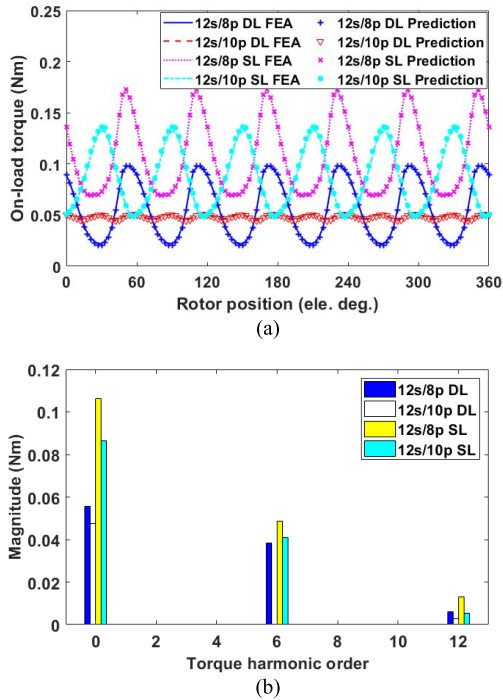 12s/8p DL FEA
12s/8p DL Prediction
12s/10p DL FEA
12s/10p DL Prediction
12s/8p SL FEA
12s/8p SL Prediction
12s/10p SL FEA
12s/10p SL Prediction
0.25
0.2
0.15
0.1
0.05
0
On-load torque (Nm)
0 60 120 180 240 300 360
Rotor position (ele. deg.)
(a)
12s/8p DL
12s/10p DL
12s/8p SL
12s/10p SL
0.12
0.1
0.08
0.06
0.04
0.02
0
Magnitude (Nm)
0 2 4 6 8 10 12
Torque harmonic order
(b)